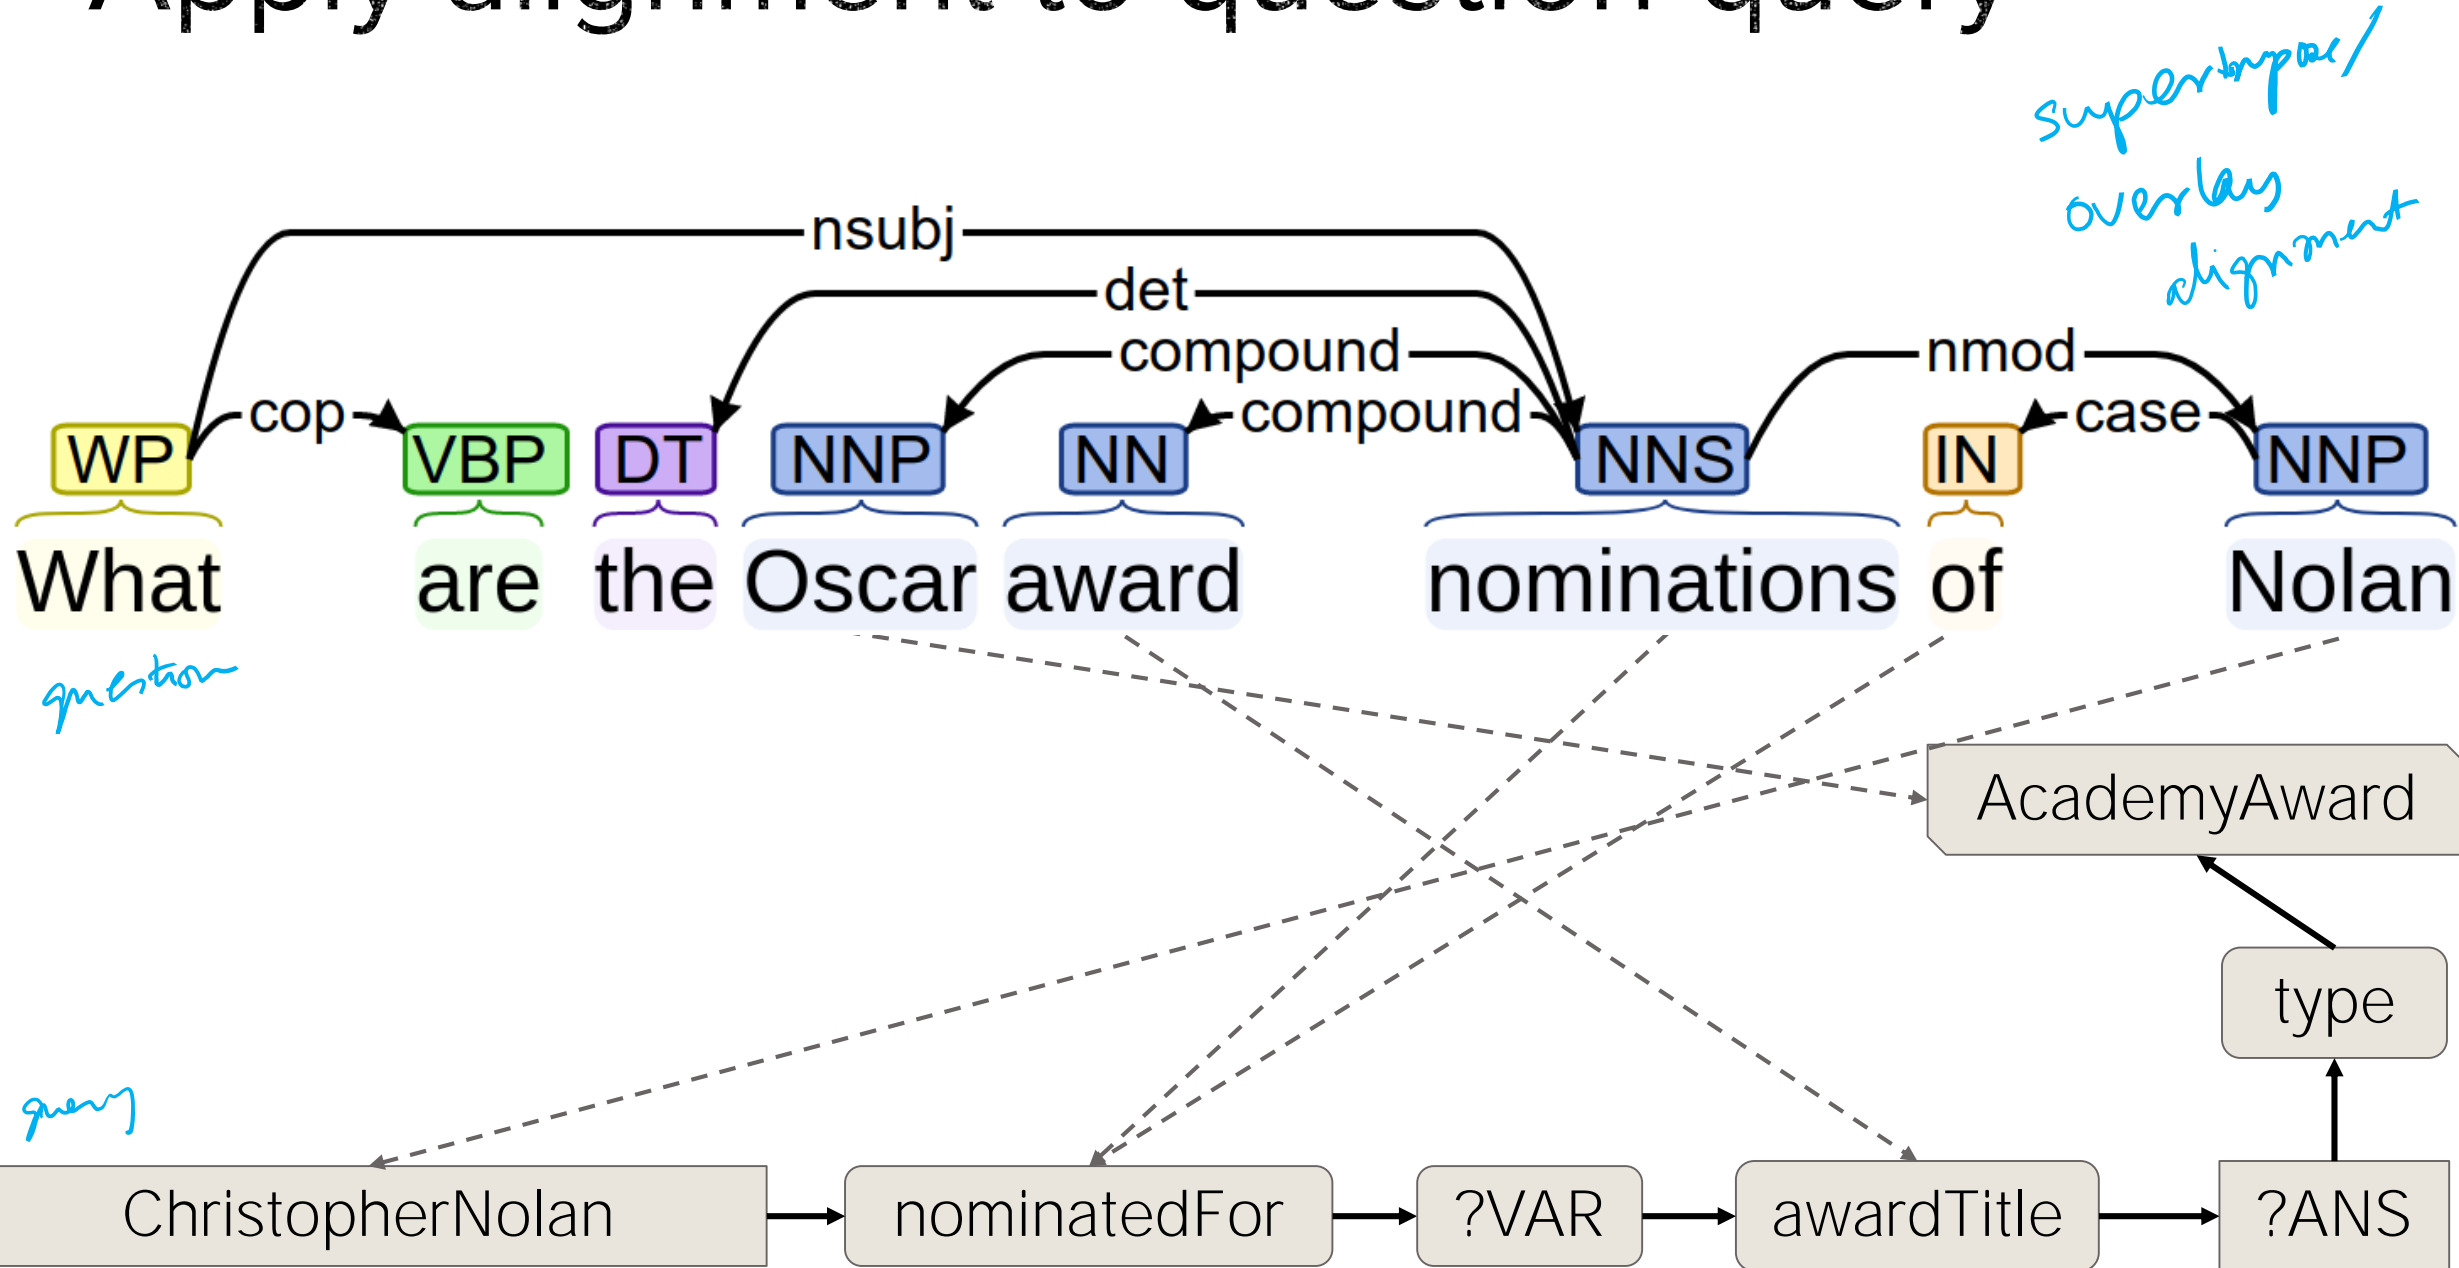 Apply alignment to question-query
superimpose/
overlay
alignment
nsubj
det
compound
nmod
cop
compound
case
WP VBP DT NNP NN NNS IN NNP
What are the Oscar award nominations of Nolan
question
AcademyAward
type
query
ChristopherNolan nominatedFor ?VAR awardTitle ?ANS